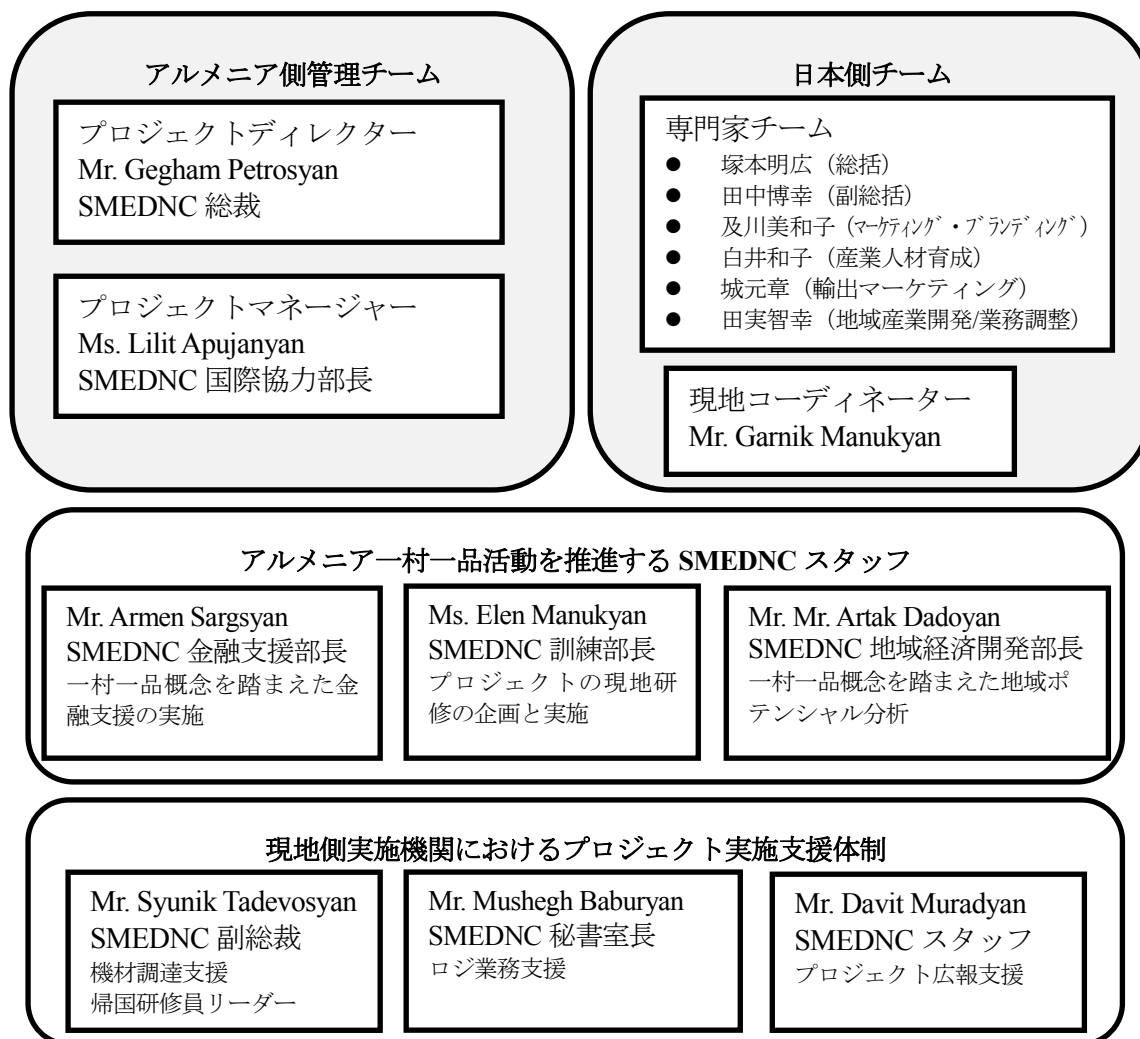 アルメニア側管理チーム
プロジェクトディレクター
Mr. Gegham Petrosyan
SMEDNC 総裁
プロジェクトマネージャー
Ms. Lilit Apujanyan
SMEDNC 国際協力部長
日本側チーム
専門家チーム
● 塚本明広（総括）
● 田中博幸（副総括）
● 及川美和子（ﾏｰｹﾃｨﾝｸﾞ・ﾌﾞﾗﾝﾃﾞｨﾝｸﾞ）
● 白井和子（産業人材育成）
● 城元章（輸出マーケティング）
● 田実智幸（地域産業開発/業務調整）
現地コーディネーター
Mr. Garnik Manukyan
アルメニア一村一品活動を推進する SMEDNC スタッフ
Mr. Armen Sargsyan
SMEDNC 金融支援部長
一村一品概念を踏まえた金
融支援の実施
Ms. Elen Manukyan
SMEDNC 訓練部長
プロジェクトの現地研
修の企画と実施
Mr. Mr. Artak Dadoyan
SMEDNC 地域経済開発部長
一村一品概念を踏まえた地域ポ
テンシャル分析
現地側実施機関におけるプロジェクト実施支援体制
Mr. Syunik Tadevosyan
SMEDNC 副総裁
機材調達支援
帰国研修員リーダー
Mr. Mushegh Baburyan
SMEDNC 秘書室長
ロジ業務支援
Mr. Davit Muradyan
SMEDNC スタッフ
プロジェクト広報支援